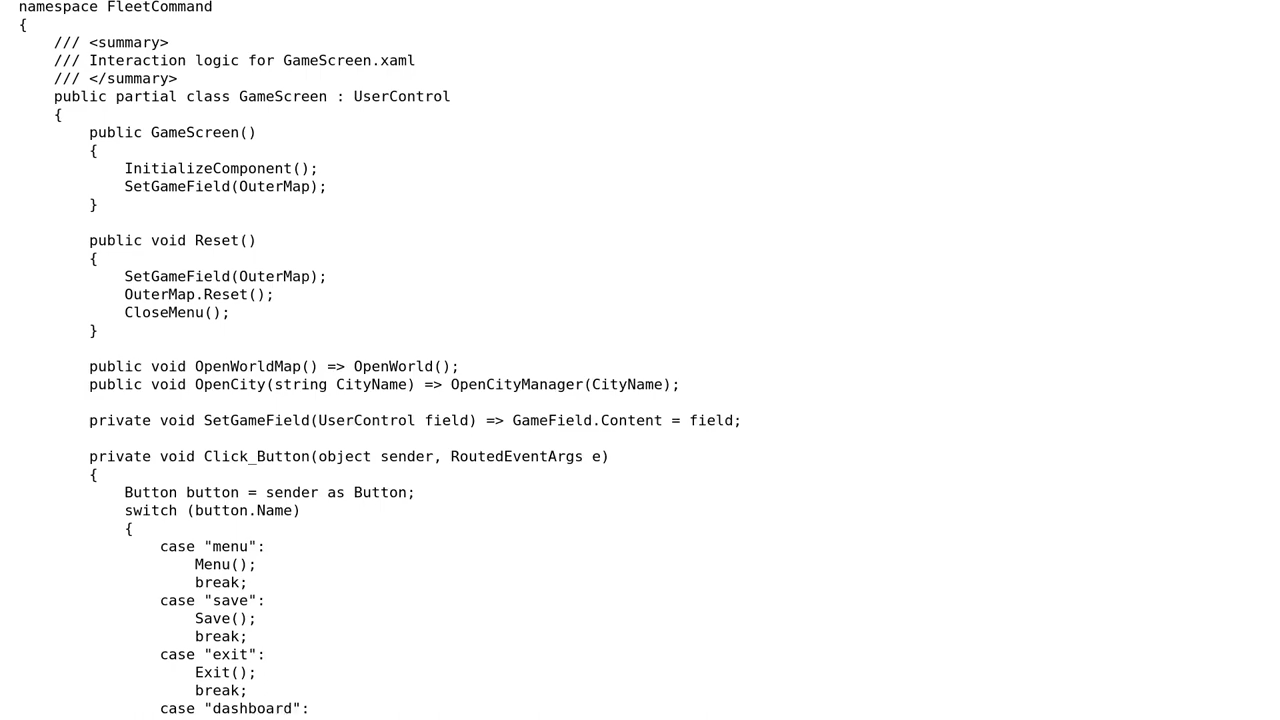 namespace FleetCommand
{
    /// <summary>
    /// Interaction logic for GameScreen.xaml
    /// </summary>
    public partial class GameScreen : UserControl
    {
        public GameScreen()
        {
            InitializeComponent();
            SetGameField(OuterMap);
        }

        public void Reset()
        {
            SetGameField(OuterMap);
            OuterMap.Reset();
            CloseMenu();
        }

        public void OpenWorldMap() => OpenWorld();
        public void OpenCity(string CityName) => OpenCityManager(CityName);

        private void SetGameField(UserControl field) => GameField.Content = field;

        private void Click_Button(object sender, RoutedEventArgs e)
        {
            Button button = sender as Button;
            switch (button.Name)
            {
                case "menu":
                    Menu();
                    break;
                case "save":
                    Save();
                    break;
                case "exit":
                    Exit();
                    break;
                case "dashboard":